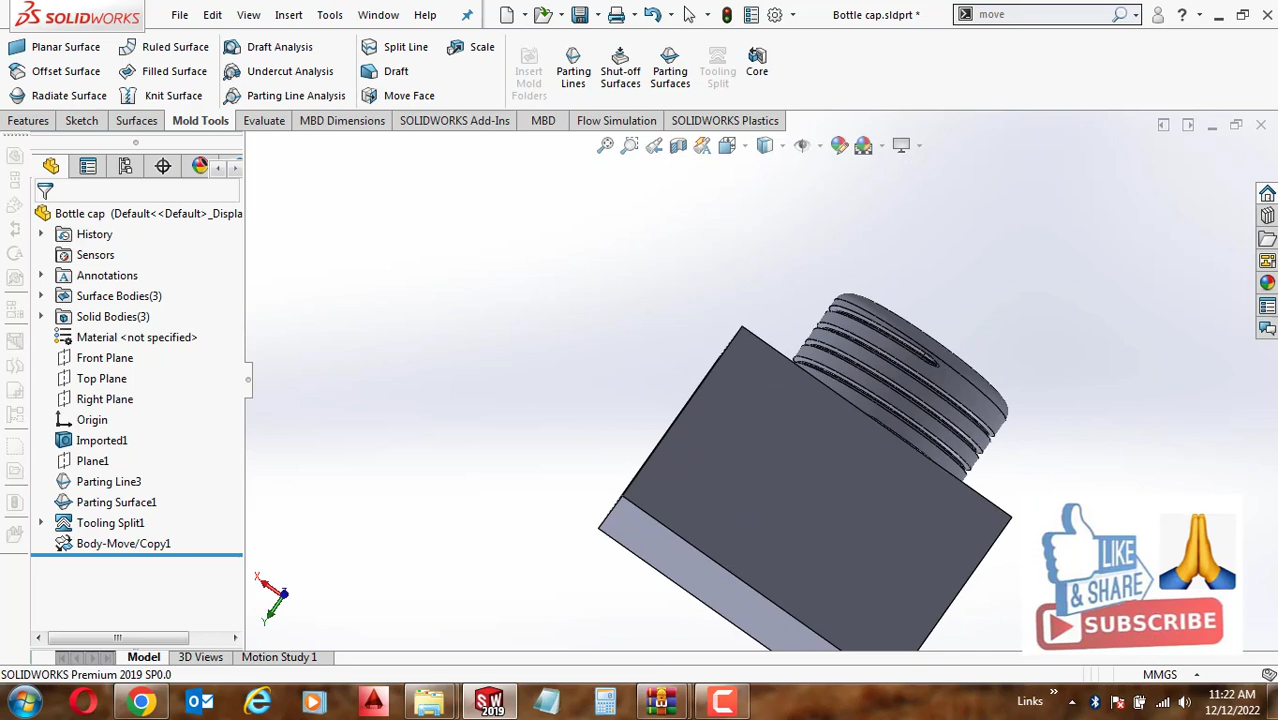 SOLIDWORKS File Edit View Insert Tools Window Help Bottle cap.sldprt * move
Planar Surface Ruled Surface Draft Analysis Split Line Scale
Offset Surface Filled Surface Undercut Analysis Draft
Radiate Surface Knit Surface Parting Line Analysis Move Face
Insert Mold Folders Parting Lines Shut-off Surfaces Parting Surfaces Tooling Split Core
Features Sketch Surfaces Mold Tools Evaluate MBD Dimensions SOLIDWORKS Add-Ins MBD Flow Simulation SOLIDWORKS Plastics
Bottle cap (Default<<Default>_Displa
History
Sensors
Annotations
Surface Bodies(3)
Solid Bodies(3)
Material <not specified>
Front Plane
Top Plane
Right Plane
Origin
Imported1
Plane1
Parting Line3
Parting Surface1
Tooling Split1
Body-Move/Copy1
X
Y
Z
LIKE
& SHARE
SUBSCRIBE
Model 3D Views Motion Study 1
SOLIDWORKS Premium 2019 SP0.0 MMGS
SW 2019
Links »
11:22 AM
12/12/2022